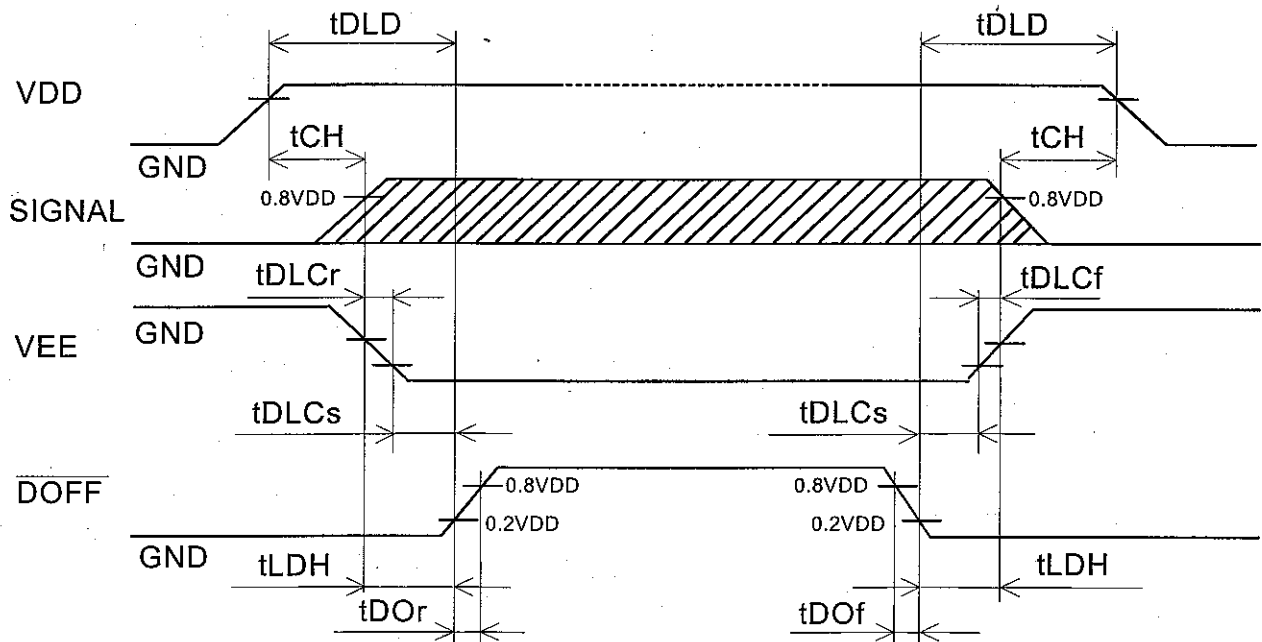 tDLD tDLD
VDD
tCH tCH
GND
0.8VDD 0.8VDD
SIGNAL
GND
tDLCr tDLCf
GND
VEE
tDLCs tDLCs
DOFF
0.8VDD 0.8VDD
0.2VDD 0.2VDD
GND
tLDH tLDH
tDOr tDOf